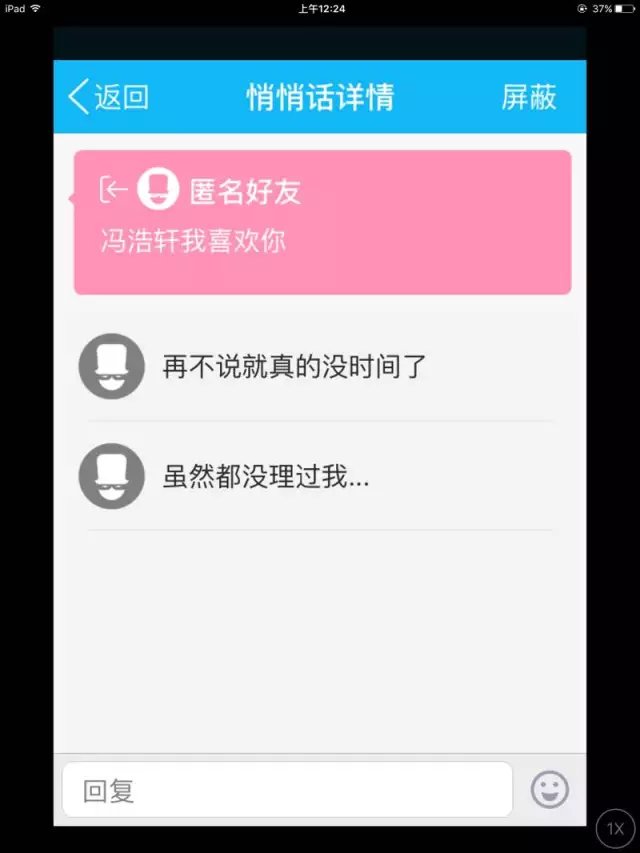 iPad 上午12:24 37%
返回 悄悄话详情 屏蔽
匿名好友
冯浩轩我喜欢你
再不说就真的没时间了
虽然都没理过我...
回复
1X